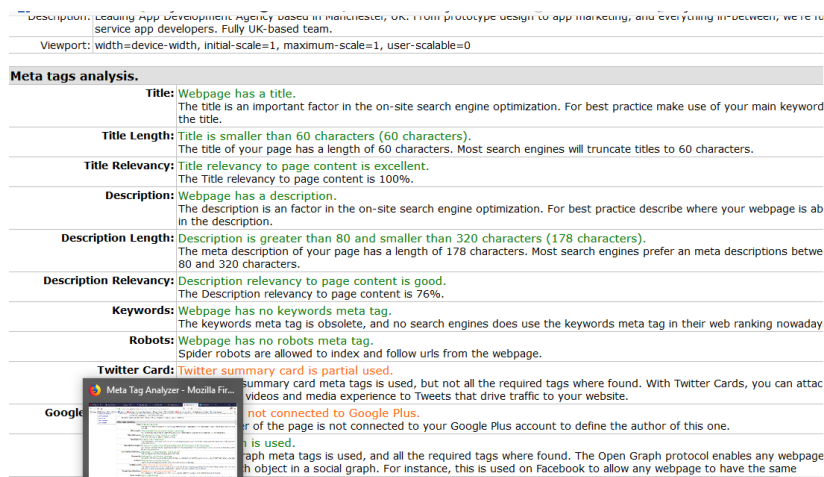 Description: Leading App Development Agency based in Manchester, UK. From prototype design to app marketing, and everything in-between, we're
service app developers. Fully UK-based team.
Viewport: width=device-width, initial-scale=1, maximum-scale=1, user-scalable=0
Meta tags analysis.
Title: Webpage has a title.
The title is an important factor in the on-site search engine optimization. For best practice make use of your main keyword
the title.
Title Length: Title is smaller than 60 characters (60 characters).
The title of your page has a length of 60 characters. Most search engines will truncate titles to 60 characters.
Title Relevancy: Title relevancy to page content is excellent.
The Title relevancy to page content is 100%.
Description: Webpage has a description.
The description is an factor in the on-site search engine optimization. For best practice describe where your webpage is ab
in the description.
Description Length: Description is greater than 80 and smaller than 320 characters (178 characters).
The meta description of your page has a length of 178 characters. Most search engines prefer an meta descriptions betwe
80 and 320 characters.
Description Relevancy: Description relevancy to page content is good.
The Description relevancy to page content is 76%.
Keywords: Webpage has no keywords meta tag.
The keywords meta tag is obsolete, and no search engines does use the keywords meta tag in their web ranking nowaday
Robots: Webpage has no robots meta tag.
Spider robots are allowed to index and follow urls from the webpage.
Twitter Card: Twitter summary card is partial used.
Meta Tag Analyzer - Mozilla Fir...
summary card meta tags is used, but not all the required tags where found. With Twitter Cards, you can attac
videos and media experience to Tweets that drive traffic to your website.
Google not connected to Google Plus.
er of the page is not connected to your Google Plus account to define the author of this one.
h is used.
raph meta tags is used, and all the required tags where found. The Open Graph protocol enables any webpage
h object in a social graph. For instance, this is used on Facebook to allow any webpage to have the same